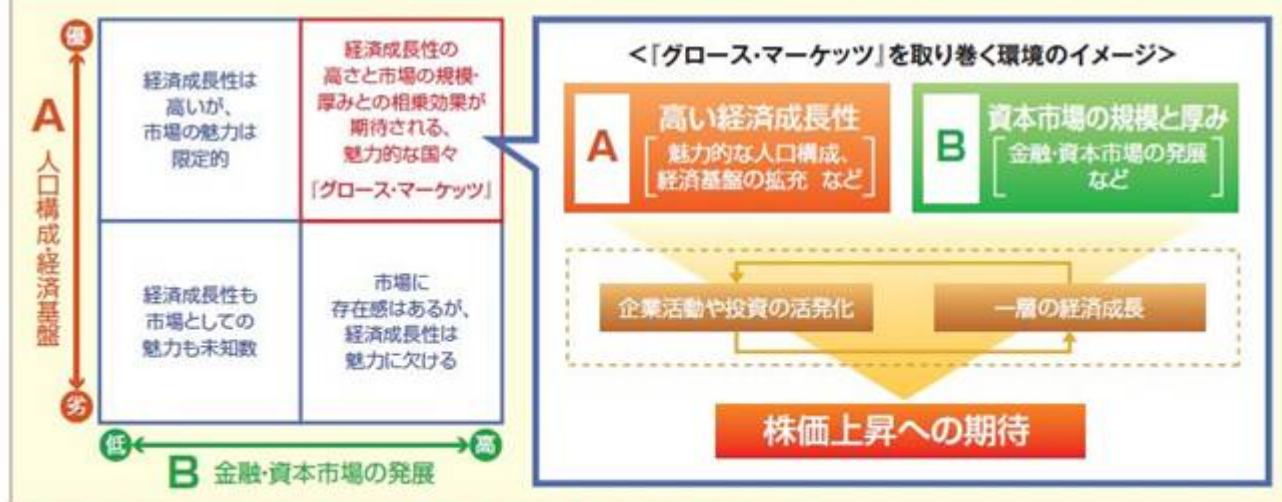 優
A 人口構成・経済基盤
劣
経済成長性は
高いが、
市場の魅力は
限定的
経済成長性の
高さと市場の規模・
厚みとの相乗効果が
期待される、
魅力的な国々
『グロース・マーケッツ』
経済成長性も
市場としての
魅力も未知数
市場に
存在感はあるが、
経済成長性は
魅力に欠ける
低
高
B 金融・資本市場の発展
＜『グロース・マーケッツ』を取り巻く環境のイメージ＞
A
高い経済成長性
[魅力的な人口構成、
経済基盤の拡充 など]
B
資本市場の規模と厚み
[金融・資本市場の発展
など]
企業活動や投資の活発化
一層の経済成長
株価上昇への期待